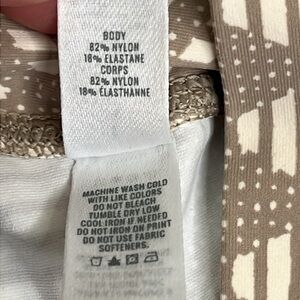 BODY
82% NYLON
18% ELASTANE
CORPS
82% NYLON
18% ÉLASTHANNE
MACHINE WASH COLD
WITH LIKE COLORS
DO NOT BLEACH
TUMBLE DRY LOW
COOL IRON IF NEEDED
DO NOT IRON ON PRINT
DO NOT USE FABRIC
SOFTENERS.